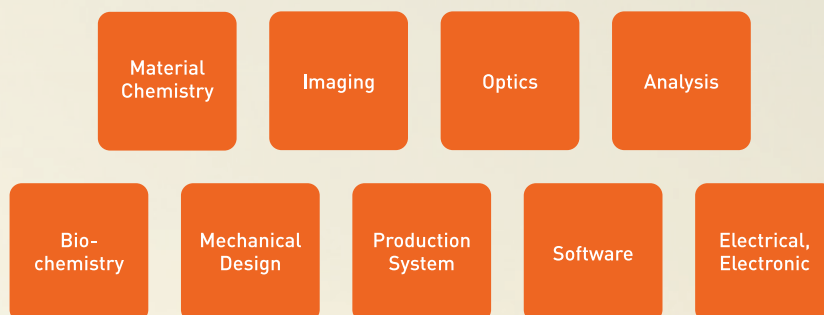 Material
Chemistry
Imaging
Optics
Analysis
Bio-
chemistry
Mechanical
Design
Production
System
Software
Electrical,
Electronic